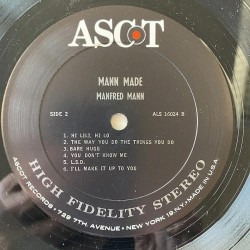 ASCOT
MANN MADE
MANFRED MANN
SIDE 2
ALS 16024 B
1. HI LILI, HI LO
2. THE WAY YOU DO THE THINGS YOU DO
3. BARE HUGG
4. YOU DON'T KNOW ME
5. L.S.D.
6. I'LL MAKE IT UP TO YOU
HIGH FIDELITY STEREO
ASCOT RECORDS • 729 7TH AVENUE • NEW YORK 19 N.Y. • MADE IN U.S.A.